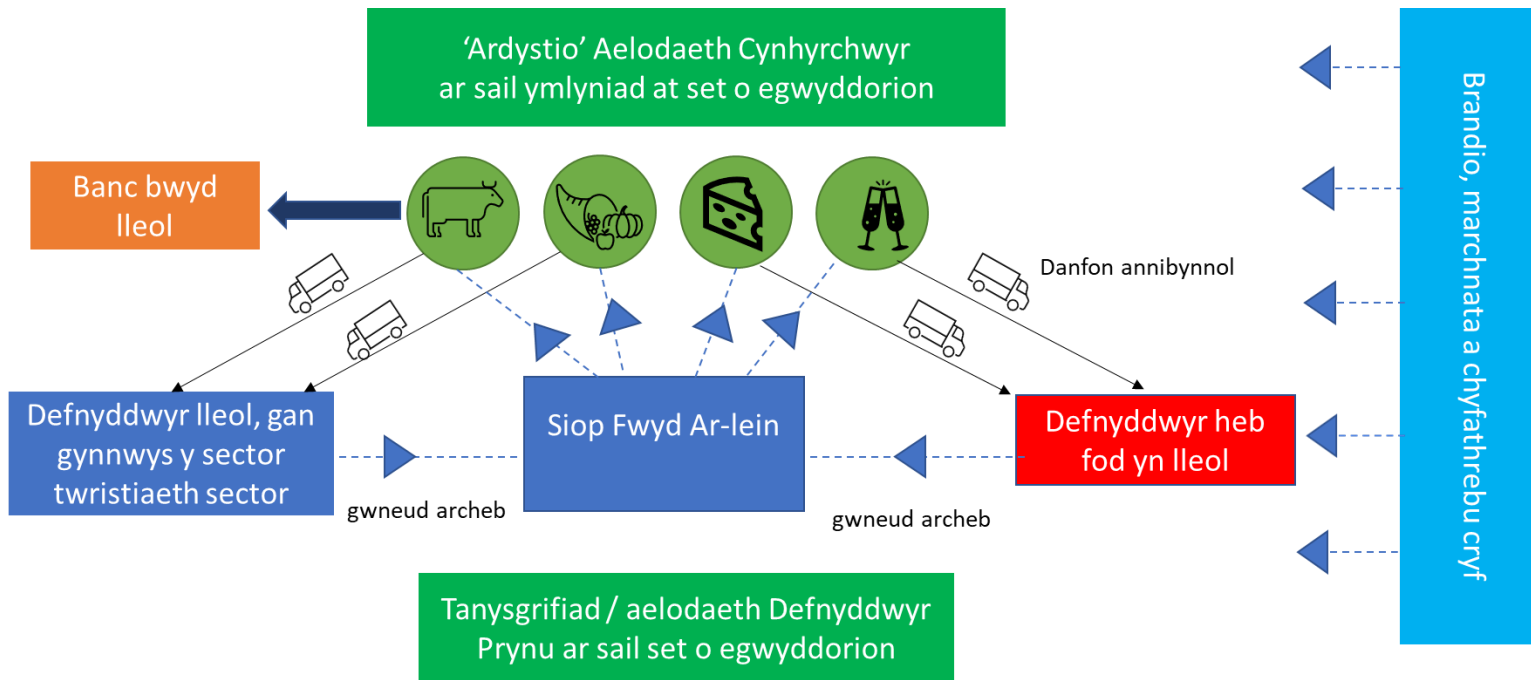 ‘Ardystio’ Aelodaeth Cynhyrchwyr
ar sail ymlyniad at set o egwyddorion
Banc bwyd
lleol
Danfon annibynnol
Defnyddwyr lleol, gan
gynnwys y sector
twristiaeth sector
Siop Fwyd Ar-lein
Defnyddwyr heb
fod yn lleol
gwneud archeb
gwneud archeb
Tanysgrifiad / aelodaeth Defnyddwyr
Prynu ar sail set o egwyddorion
Brandio, marchnata a chyfathrebu cryf